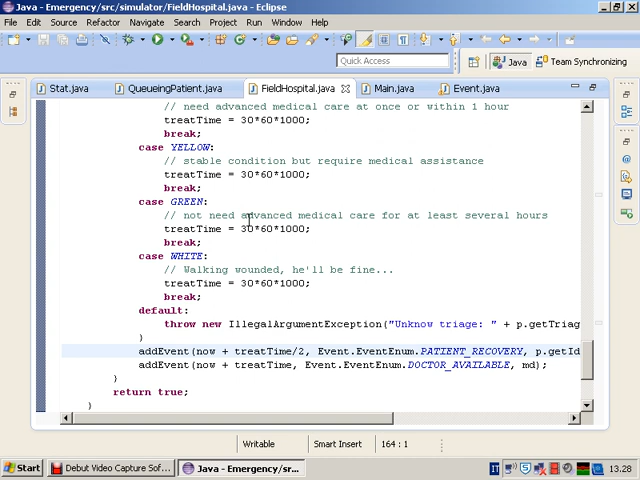 Java - Emergency/src/simulator/FieldHospital.java - Eclipse
File Edit Source Refactor Navigate Search Project Run Window Help
Quick Access
Java
Team Synchronizing
Stat.java QueueingPatient.java FieldHospital.java Main.java Event.java
// need advanced medical care at once or within 1 hour
treatTime = 30*60*1000;
break;
case YELLOW:
// stable condition but require medical assistance
treatTime = 30*60*1000;
break;
case GREEN:
// not need advanced medical care for at least several hours
treatTime = 30*60*1000;
break;
case WHITE:
// Walking wounded, he'll be fine...
treatTime = 30*60*1000;
break;
default:
throw new IllegalArgumentException("Unknow triage: " + p.getTriag
}
addEvent(now + treatTime/2, Event.EventEnum.PATIENT_RECOVERY, p.getId
addEvent(now + treatTime, Event.EventEnum.DOCTOR_AVAILABLE, md);
}
return true;
}
Writable Smart Insert 164 : 1
Start Debut Video Capture Sof... Java - Emergency/sr... IT 13.28